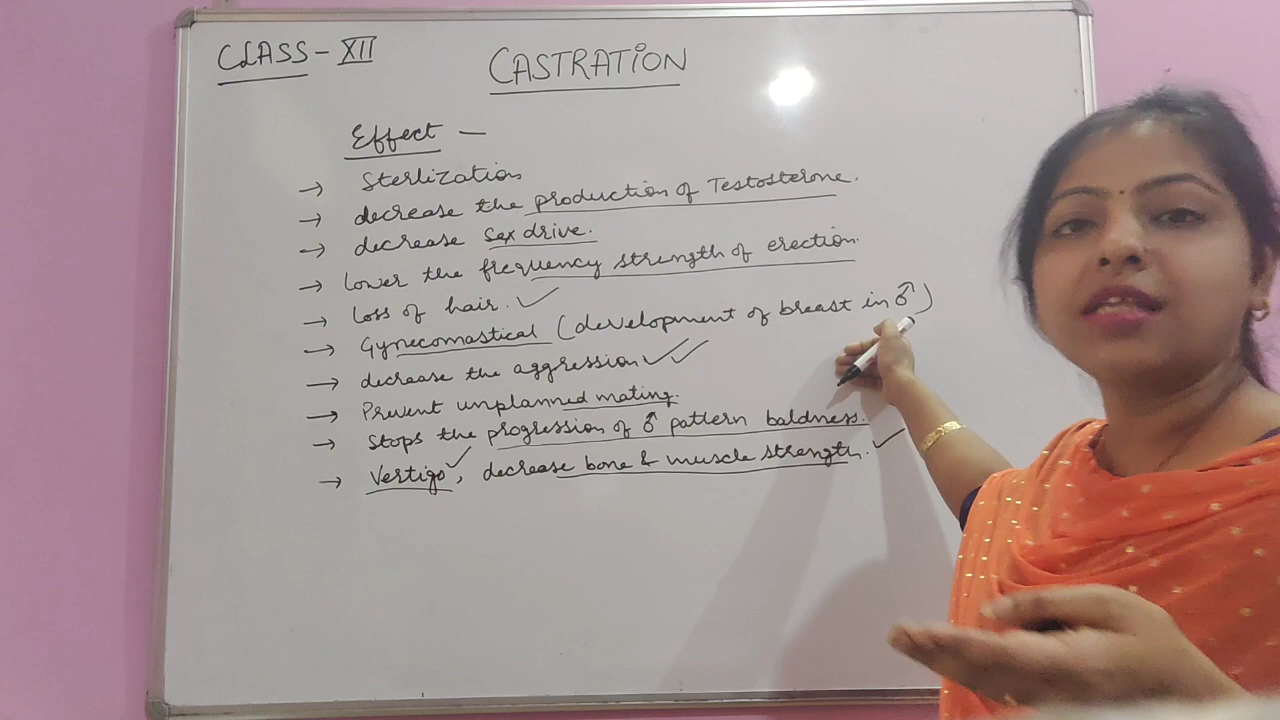 CLASS - XII
CASTRATION
Effect —
→ Sterlization
→ decrease the production of Testosterone.
→ decrease Sex drive.
→ Lower the frequency strength of erection.
→ Loss of hair. ✓
→ Gynecomastical (development of breast in ♂)
→ decrease the aggression ✓✓
→ Prevent unplanned mating.
→ Stops the progression of ♂ pattern baldness.
→ Vertigo ✓, decrease bone & muscle strength. ✓